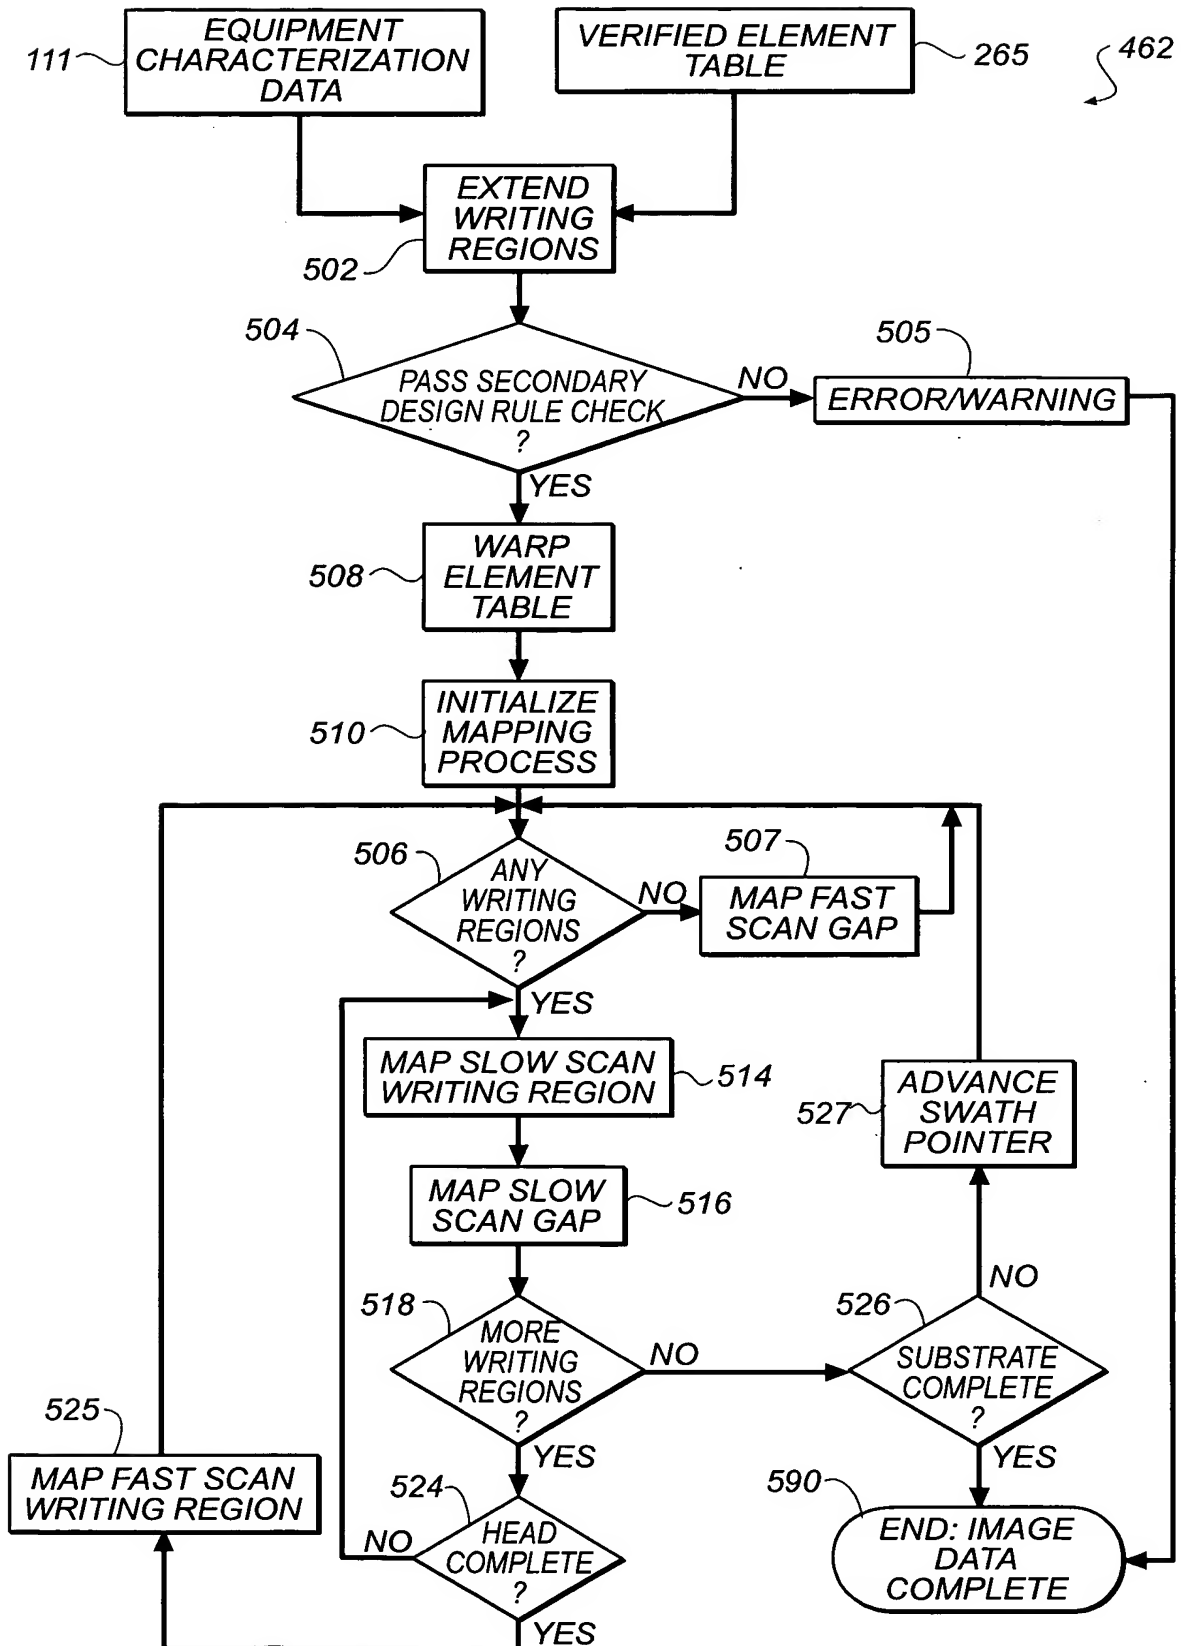 EQUIPMENT
CHARACTERIZATION
DATA
111
VERIFIED ELEMENT
TABLE
265
462
EXTEND
WRITING
REGIONS
502
504
PASS SECONDARY
DESIGN RULE CHECK
?
NO
505
ERROR/WARNING
YES
WARP
ELEMENT
TABLE
508
INITIALIZE
MAPPING
PROCESS
510
506
ANY
WRITING
REGIONS
?
NO
507
MAP FAST
SCAN GAP
YES
MAP SLOW SCAN
WRITING REGION
514
ADVANCE
SWATH
POINTER
527
MAP SLOW
SCAN GAP
516
518
MORE
WRITING
REGIONS
?
NO
526
NO
SUBSTRATE
COMPLETE
?
525
MAP FAST SCAN
WRITING REGION
YES
524
NO
HEAD
COMPLETE
?
YES
YES
590
END: IMAGE
DATA
COMPLETE